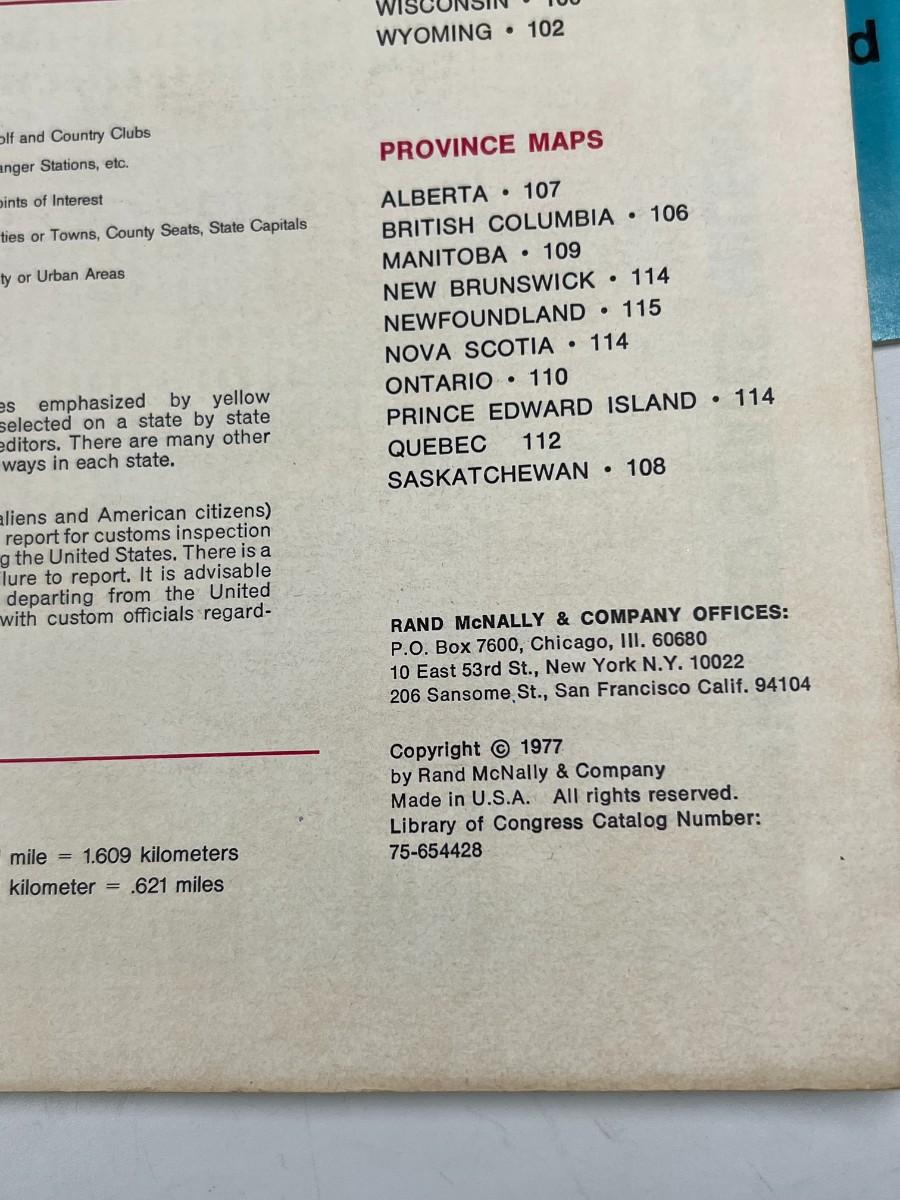 WISCONSIN •
WYOMING • 102
olf and Country Clubs
anger Stations, etc.
oints of Interest
ties or Towns, County Seats, State Capitals
ty or Urban Areas
es emphasized by yellow
selected on a state by state
editors. There are many other
ways in each state.
aliens and American citizens)
report for customs inspection
g the United States. There is a
lure to report. It is advisable
departing from the United
with custom officials regard-
mile = 1.609 kilometers
kilometer = .621 miles
PROVINCE MAPS
ALBERTA • 107
BRITISH COLUMBIA • 106
MANITOBA • 109
NEW BRUNSWICK • 114
NEWFOUNDLAND • 115
NOVA SCOTIA • 114
ONTARIO • 110
PRINCE EDWARD ISLAND • 114
QUEBEC 112
SASKATCHEWAN • 108
RAND McNALLY & COMPANY OFFICES:
P.O. Box 7600, Chicago, Ill. 60680
10 East 53rd St., New York N.Y. 10022
206 Sansome St., San Francisco Calif. 94104
Copyright © 1977
by Rand McNally & Company
Made in U.S.A. All rights reserved.
Library of Congress Catalog Number:
75-654428
d